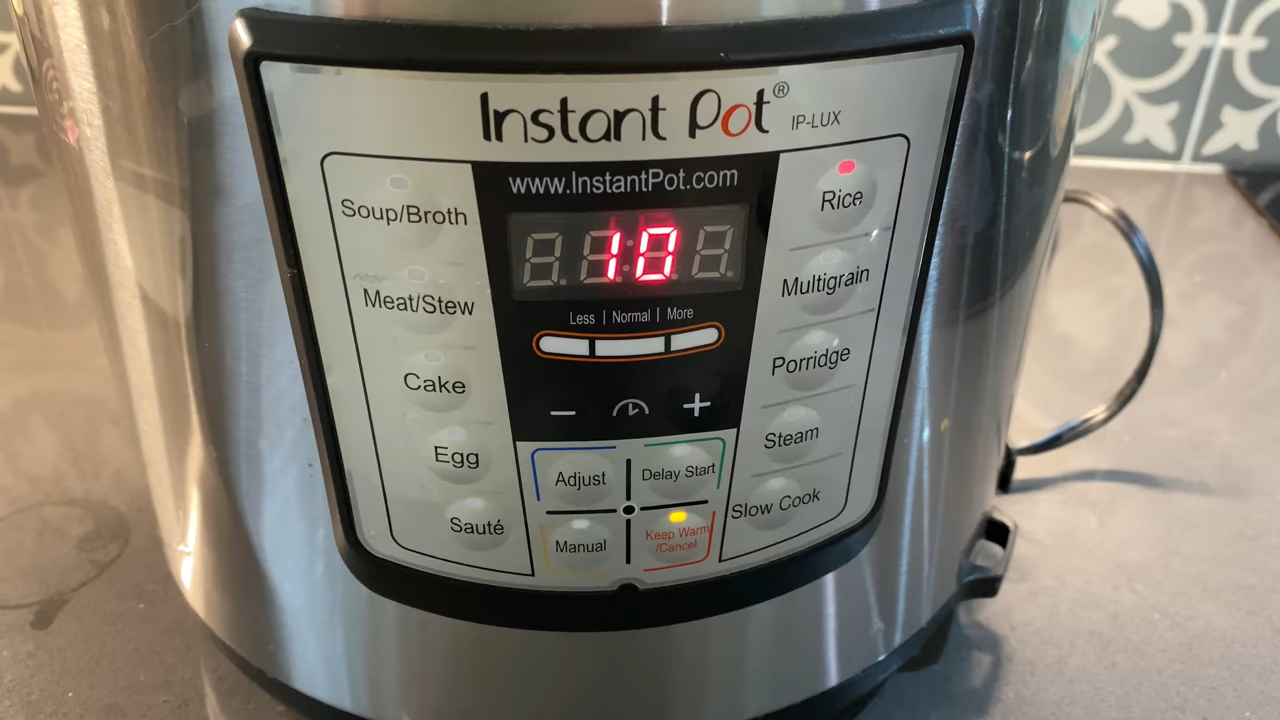 Instant Pot® IP-LUX
www.InstantPot.com
10
Less | Normal | More
Soup/Broth
Meat/Stew
Cake
Egg
Sauté
Rice
Multigrain
Porridge
Steam
Slow Cook
− +
Adjust
Delay Start
Manual
Keep Warm
/Cancel